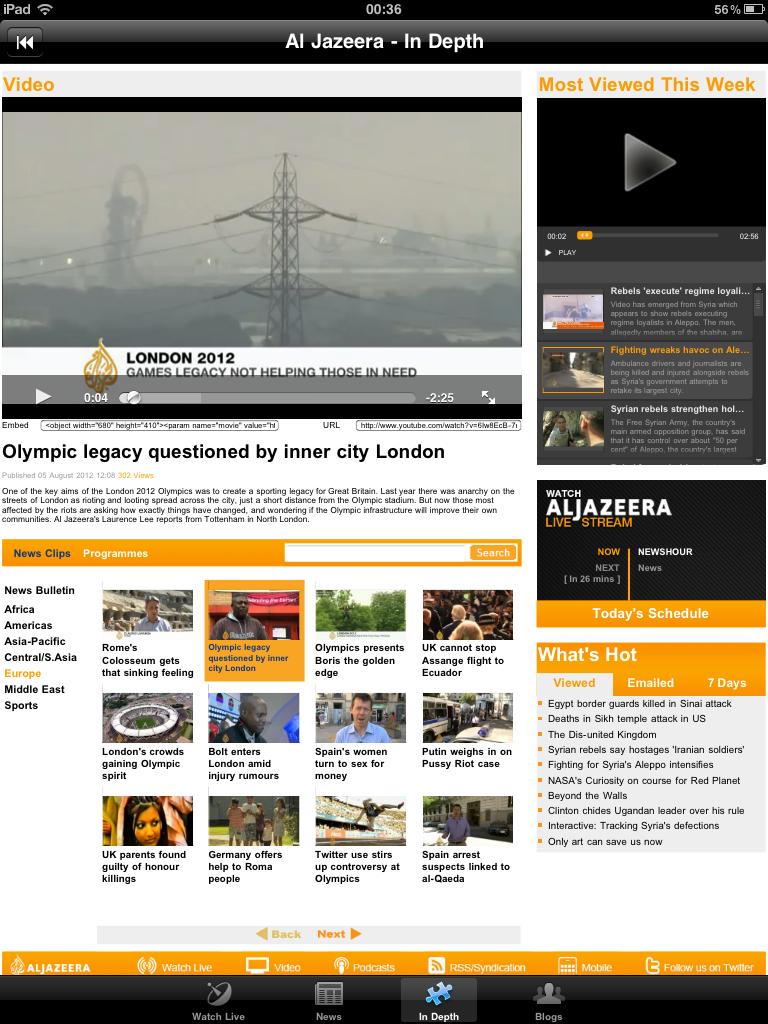 iPad
00:36
56%
Al Jazeera - In Depth
Video
LONDON 2012
GAMES LEGACY NOT HELPING THOSE IN NEED
0:04
-2:25
Embed
<object width="680" height="410"><param name="movie" value="ht
URL
Olympic legacy questioned by inner city London
Published 05 August 2012 12:08 302 Views
One of the key aims of the London 2012 Olympics was to create a sporting legacy for Great Britain. Last year there was anarchy on the
streets of London as rioting and looting spread across the city, just a short distance from the Olympic stadium. But now those most
affected by the riots are asking how exactly things have changed, and wondering if the Olympic infrastructure will improve their own
communities. Al Jazeera's Laurence Lee reports from Tottenham in North London.
News Clips
Programmes
Search
News Bulletin
Africa
Americas
Asia-Pacific
Central/S.Asia
Europe
Middle East
Sports
Rome's
Colosseum gets
that sinking feeling
Olympic legacy
questioned by inner
city London
Olympics presents
Boris the golden
edge
UK cannot stop
Assange flight to
Ecuador
London's crowds
gaining Olympic
spirit
Bolt enters
London amid
injury rumours
Spain's women
turn to sex for
money
Putin weighs in on
Pussy Riot case
UK parents found
guilty of honour
killings
Germany offers
help to Roma
people
Twitter use stirs
up controversy at
Olympics
Spain arrest
suspects linked to
al-Qaeda
Back
Next
Most Viewed This Week
00:02
02:56
PLAY
Rebels 'execute' regime loyali...
Video has emerged from Syria which
appears to show rebels executing
regime loyalists in Aleppo. The men,
allegedly members of the shabiha, are
Fighting wreaks havoc on Ale...
Ambulance drivers and journalists are
being killed and injured alongside rebels
as Syria's government attempts to
retake its largest city.
Syrian rebels strengthen hol...
The Free Syrian Army, the country's
main armed opposition group, has said
that it has control over about "50 per
cent" of Aleppo, the country's largest
WATCH
ALJAZEERA
LIVE STREAM
NOW
NEWSHOUR
NEXT
News
[ In 26 mins ]
Today's Schedule
What's Hot
Viewed
Emailed
7 Days
Egypt border guards killed in Sinai attack
Deaths in Sikh temple attack in US
The Dis-united Kingdom
Syrian rebels say hostages 'Iranian soldiers'
Fighting for Syria's Aleppo intensifies
NASA's Curiosity on course for Red Planet
Beyond the Walls
Clinton chides Ugandan leader over his rule
Interactive: Tracking Syria's defections
Only art can save us now
ALJAZEERA
Watch Live
Video
Podcasts
RSS/Syndication
Mobile
Follow us on Twitter
Watch Live
News
In Depth
Blogs